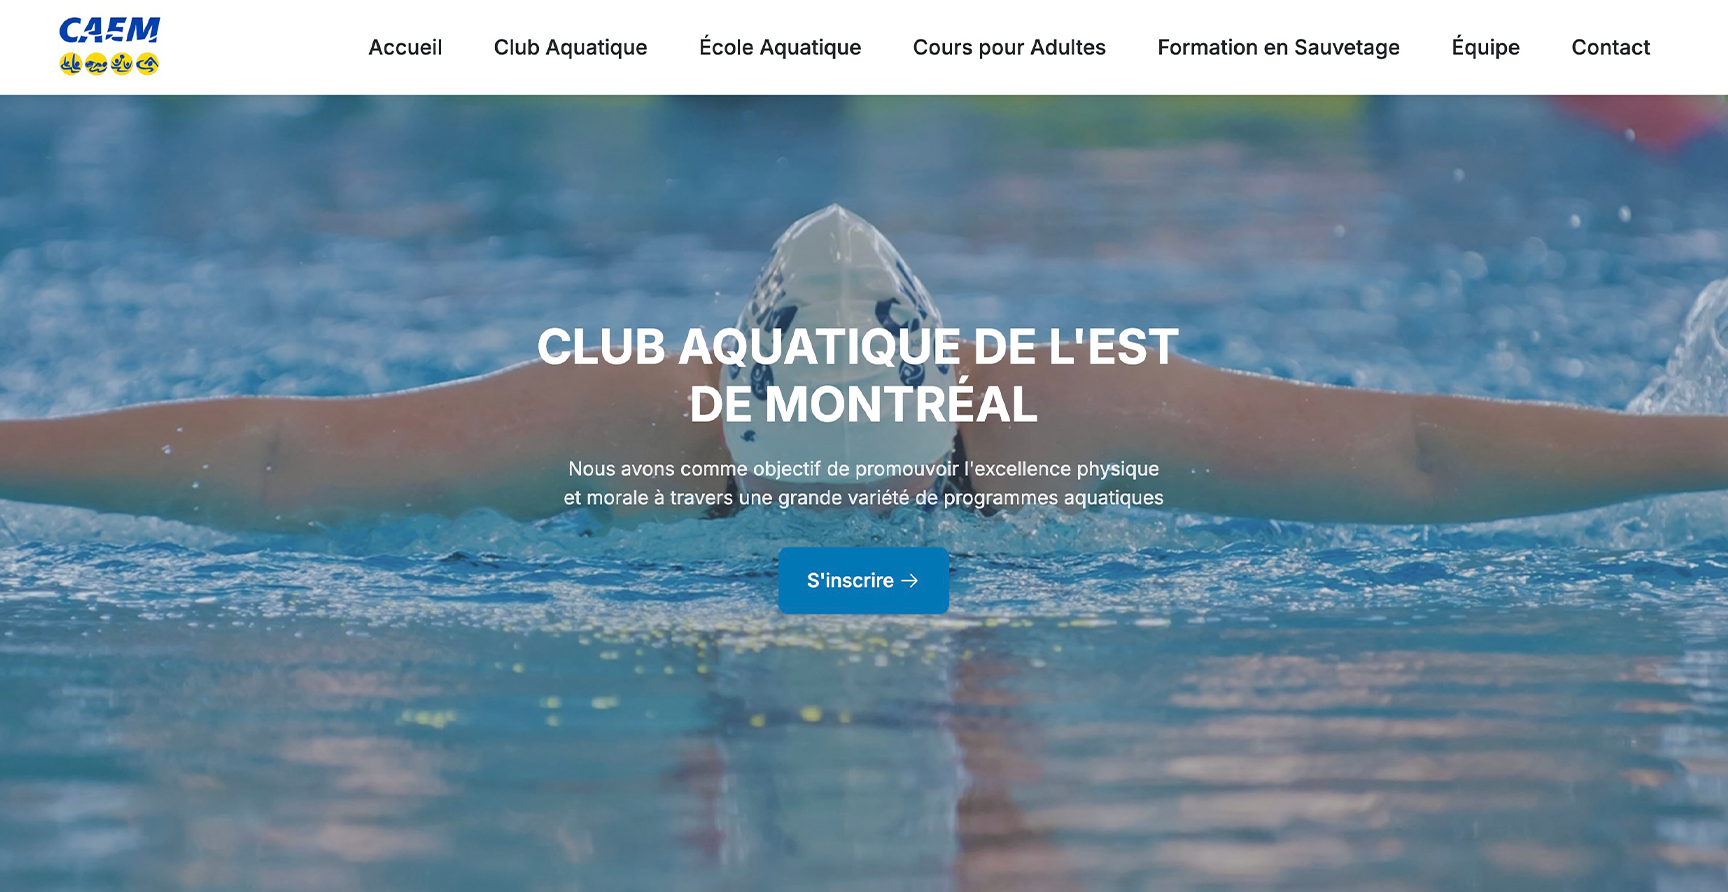 CAEM
Accueil Club Aquatique École Aquatique Cours pour Adultes Formation en Sauvetage Équipe Contact
CLUB AQUATIQUE DE L'EST
DE MONTRÉAL
Nous avons comme objectif de promouvoir l'excellence physique
et morale à travers une grande variété de programmes aquatiques
S'inscrire →